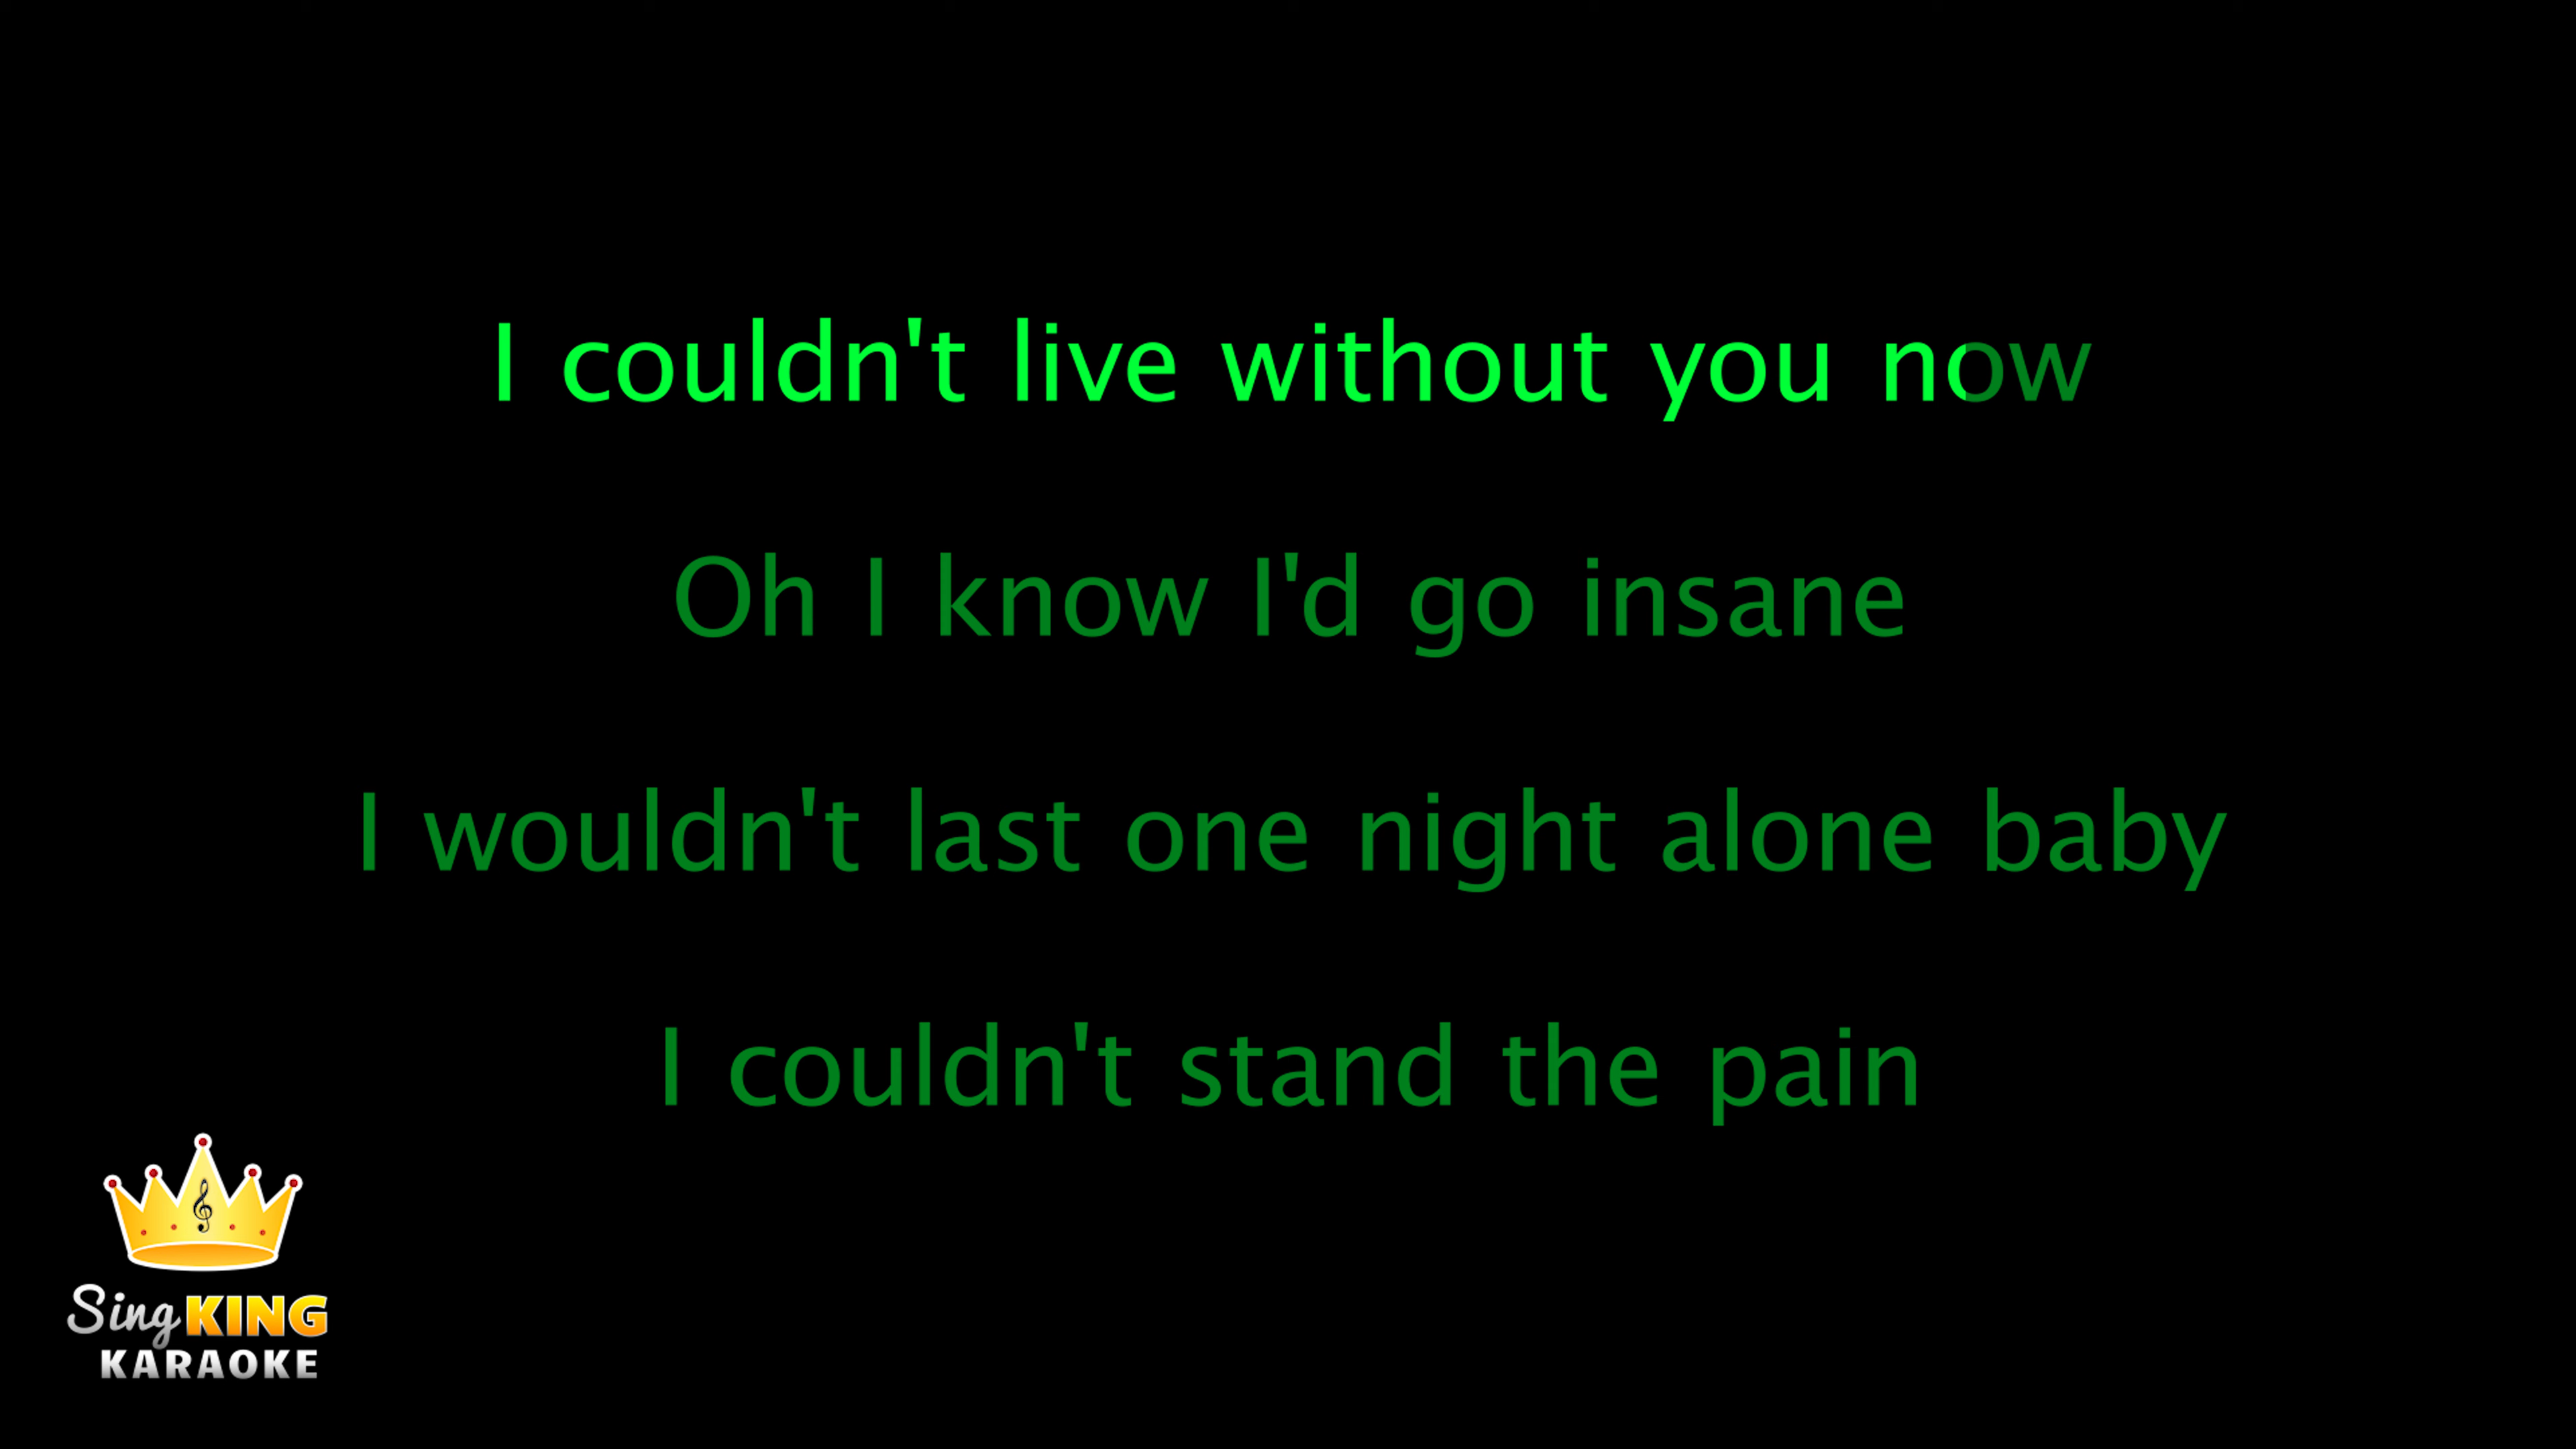 I couldn't live without you now
Oh I know I'd go insane
I wouldn't last one night alone baby
I couldn't stand the pain
Sing KING
KARAOKE